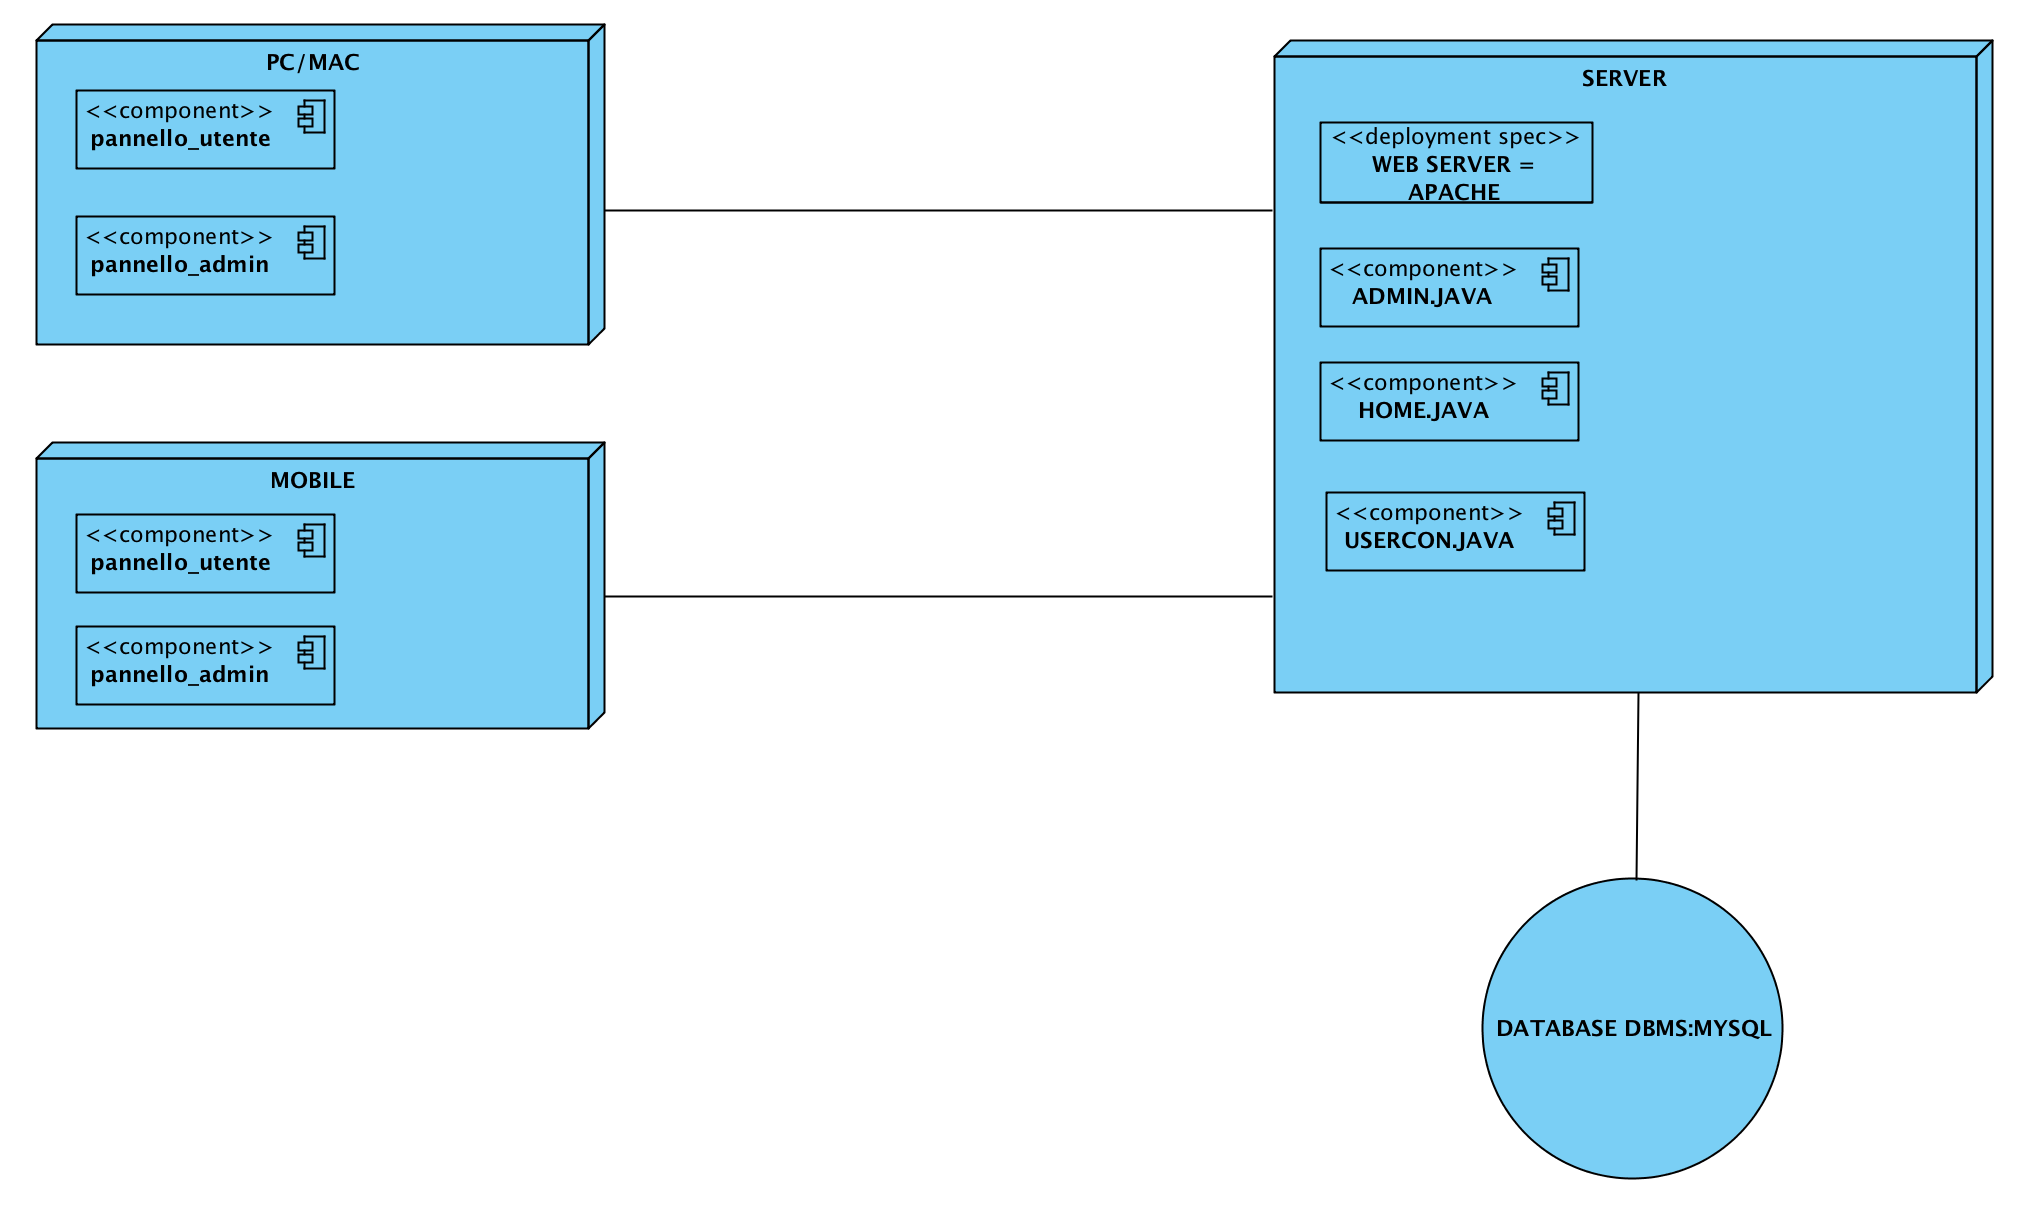 PC/MAC
<<component>>
pannello_utente
<<component>>
pannello_admin
MOBILE
<<component>>
pannello_utente
<<component>>
pannello_admin
SERVER
<<deployment spec>>
WEB SERVER =
APACHE
<<component>>
ADMIN.JAVA
<<component>>
HOME.JAVA
<<component>>
USERCON.JAVA
DATABASE DBMS:MYSQL